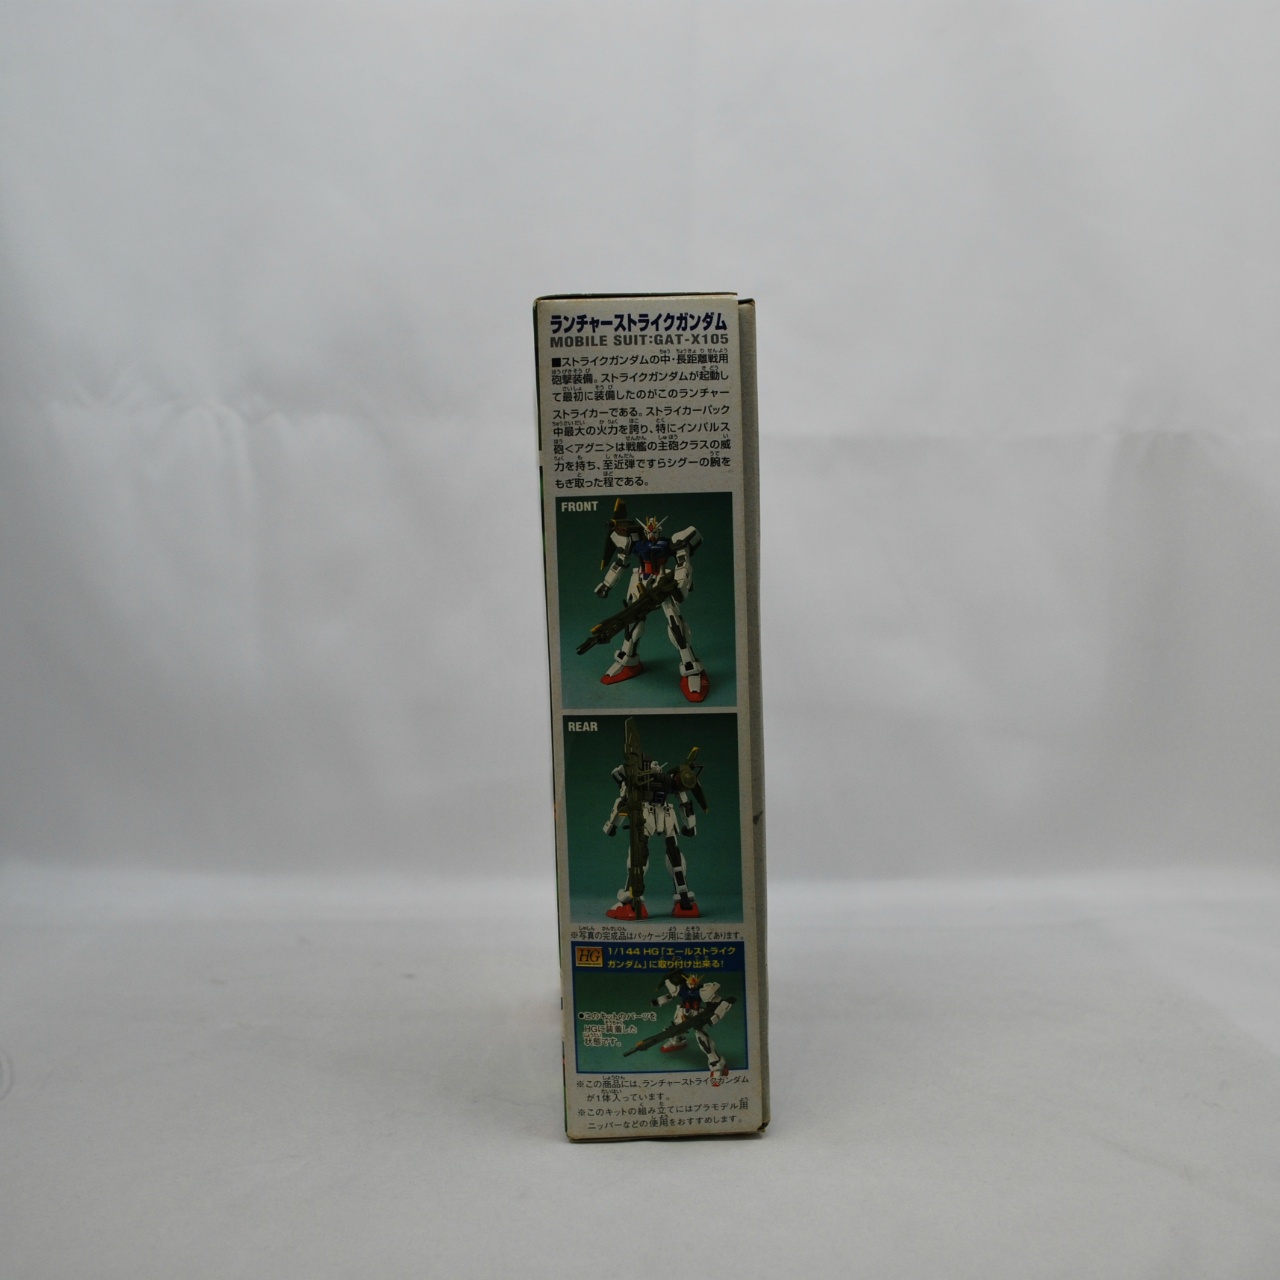 ランチャーストライクガンダム
MOBILE SUIT:GAT-X105
■ストライクガンダムの中・長距離戦用
砲撃装備。ストライクガンダムが起動し
て最初に装備したのがこのランチャー
ストライカーである。ストライカーパック
中最大の火力を誇り、特にインパルス
砲<アグニ>は戦艦の主砲クラスの威
力を持ち、至近弾ですらシグーの腕を
もぎ取った程である。
FRONT
REAR
※写真の完成品はパッケージ用に塗装してあります。
HG
1/144 HG「エールストライク
ガンダム」に取り付け出来る!
●このキットのパーツを
HGに装着した
状態です。
※この商品には、ランチャーストライクガンダム
が1体入っています。
※このキットの組み立てにはプラモデル用
ニッパーなどの使用をおすすめします。